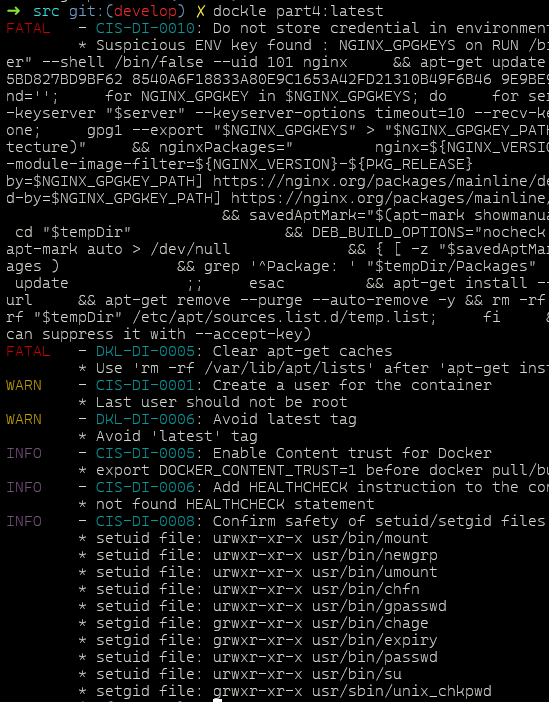 ➜ src git:(develop) ✗ dockle part4:latest
FATAL - CIS-DI-0010: Do not store credential in environment
* Suspicious ENV key found : NGINX_GPGKEYS on RUN /bi
er" --shell /bin/false --uid 101 nginx && apt-get update
5BD827BD9BF62 8540A6F18833A80E9C1653A42FD21310B49F6B46 9E9BE9
nd=''; for NGINX_GPGKEY in $NGINX_GPGKEYS; do for ser
-keyserver "$server" --keyserver-options timeout=10 --recv-ke
one; gpg1 --export "$NGINX_GPGKEYS" > "$NGINX_GPGKEY_PATH
tecture)" && nginxPackages=" nginx=${NGINX_VERSIO
-module-image-filter=${NGINX_VERSION}-${PKG_RELEASE}
by=$NGINX_GPGKEY_PATH] https://nginx.org/packages/mainline/de
d-by=$NGINX_GPGKEY_PATH] https://nginx.org/packages/mainline/
&& savedAptMark="$(apt-mark showmanua
cd "$tempDir" && DEB_BUILD_OPTIONS="nocheck
apt-mark auto > /dev/null && { [ -z "$savedAptMar
ages ) && grep '^Package: ' "$tempDir/Packages"
update ;; esac && apt-get install --
url && apt-get remove --purge --auto-remove -y && rm -rf
rf "$tempDir" /etc/apt/sources.list.d/temp.list; fi &
can suppress it with --accept-key)
FATAL - DKL-DI-0005: Clear apt-get caches
* Use 'rm -rf /var/lib/apt/lists' after 'apt-get inst
WARN - CIS-DI-0001: Create a user for the container
* Last user should not be root
WARN - DKL-DI-0006: Avoid latest tag
* Avoid 'latest' tag
INFO - CIS-DI-0005: Enable Content trust for Docker
* export DOCKER_CONTENT_TRUST=1 before docker pull/bu
INFO - CIS-DI-0006: Add HEALTHCHECK instruction to the con
* not found HEALTHCHECK statement
INFO - CIS-DI-0008: Confirm safety of setuid/setgid files
* setuid file: urwxr-xr-x usr/bin/mount
* setuid file: urwxr-xr-x usr/bin/newgrp
* setuid file: urwxr-xr-x usr/bin/umount
* setuid file: urwxr-xr-x usr/bin/chfn
* setuid file: urwxr-xr-x usr/bin/gpasswd
* setgid file: grwxr-xr-x usr/bin/chage
* setgid file: grwxr-xr-x usr/bin/expiry
* setuid file: urwxr-xr-x usr/bin/passwd
* setuid file: urwxr-xr-x usr/bin/su
* setgid file: grwxr-xr-x usr/sbin/unix_chkpwd